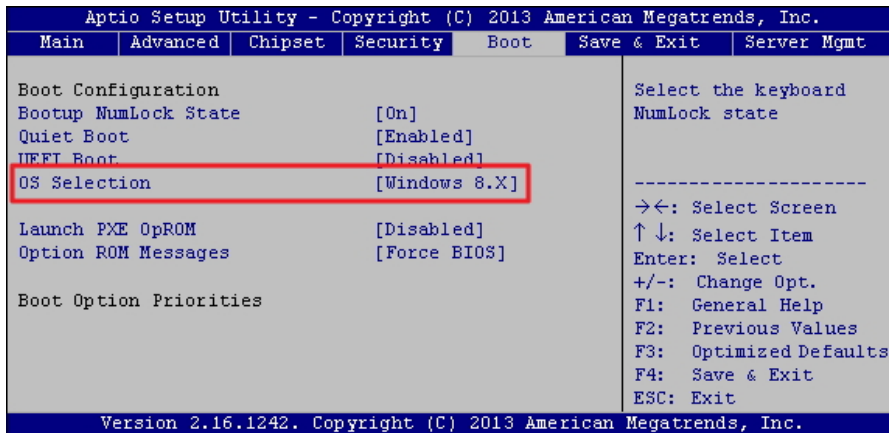 Aptio Setup Utility - Copyright (C) 2013 American Megatrends, Inc.
Main Advanced Chipset Security Boot Save & Exit Server Mgmt
Boot Configuration
Bootup NumLock State [On]
Quiet Boot [Enabled]
UEFI Boot [Disabled]
OS Selection [Windows 8.X]
Launch PXE OpROM [Disabled]
Option ROM Messages [Force BIOS]
Boot Option Priorities
Select the keyboard
NumLock state
---------------------
→←: Select Screen
↑↓: Select Item
Enter: Select
+/-: Change Opt.
F1: General Help
F2: Previous Values
F3: Optimized Defaults
F4: Save & Exit
ESC: Exit
Version 2.16.1242. Copyright (C) 2013 American Megatrends, Inc.